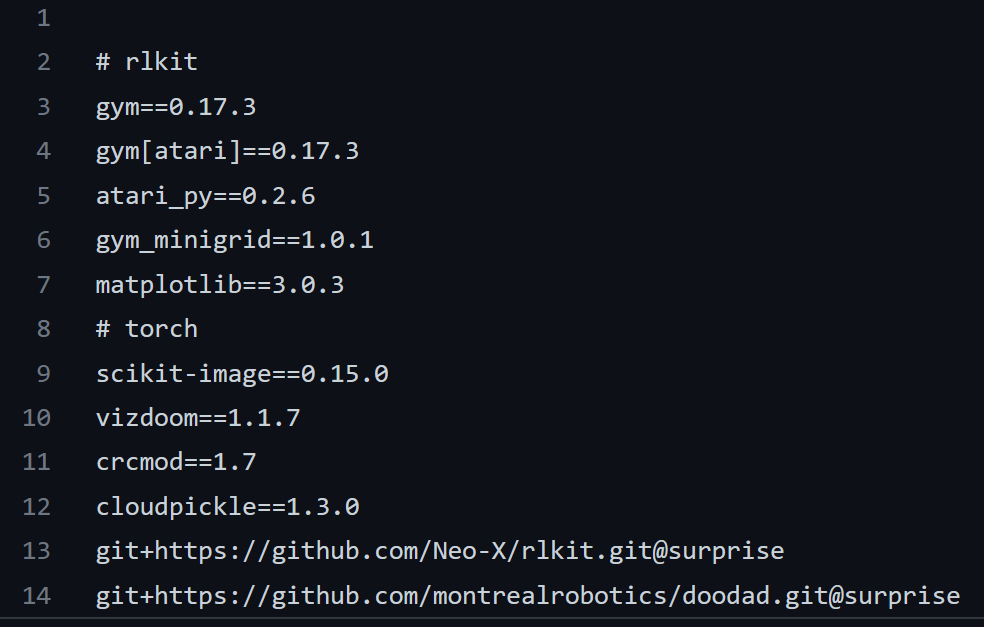 1
2 # rlkit
3 gym==0.17.3
4 gym[atari]==0.17.3
5 atari_py==0.2.6
6 gym_minigrid==1.0.1
7 matplotlib==3.0.3
8 # torch
9 scikit-image==0.15.0
10 vizdoom==1.1.7
11 crcmod==1.7
12 cloudpickle==1.3.0
13 git+https://github.com/Neo-X/rlkit.git@surprise
14 git+https://github.com/montrealrobotics/doodad.git@surprise